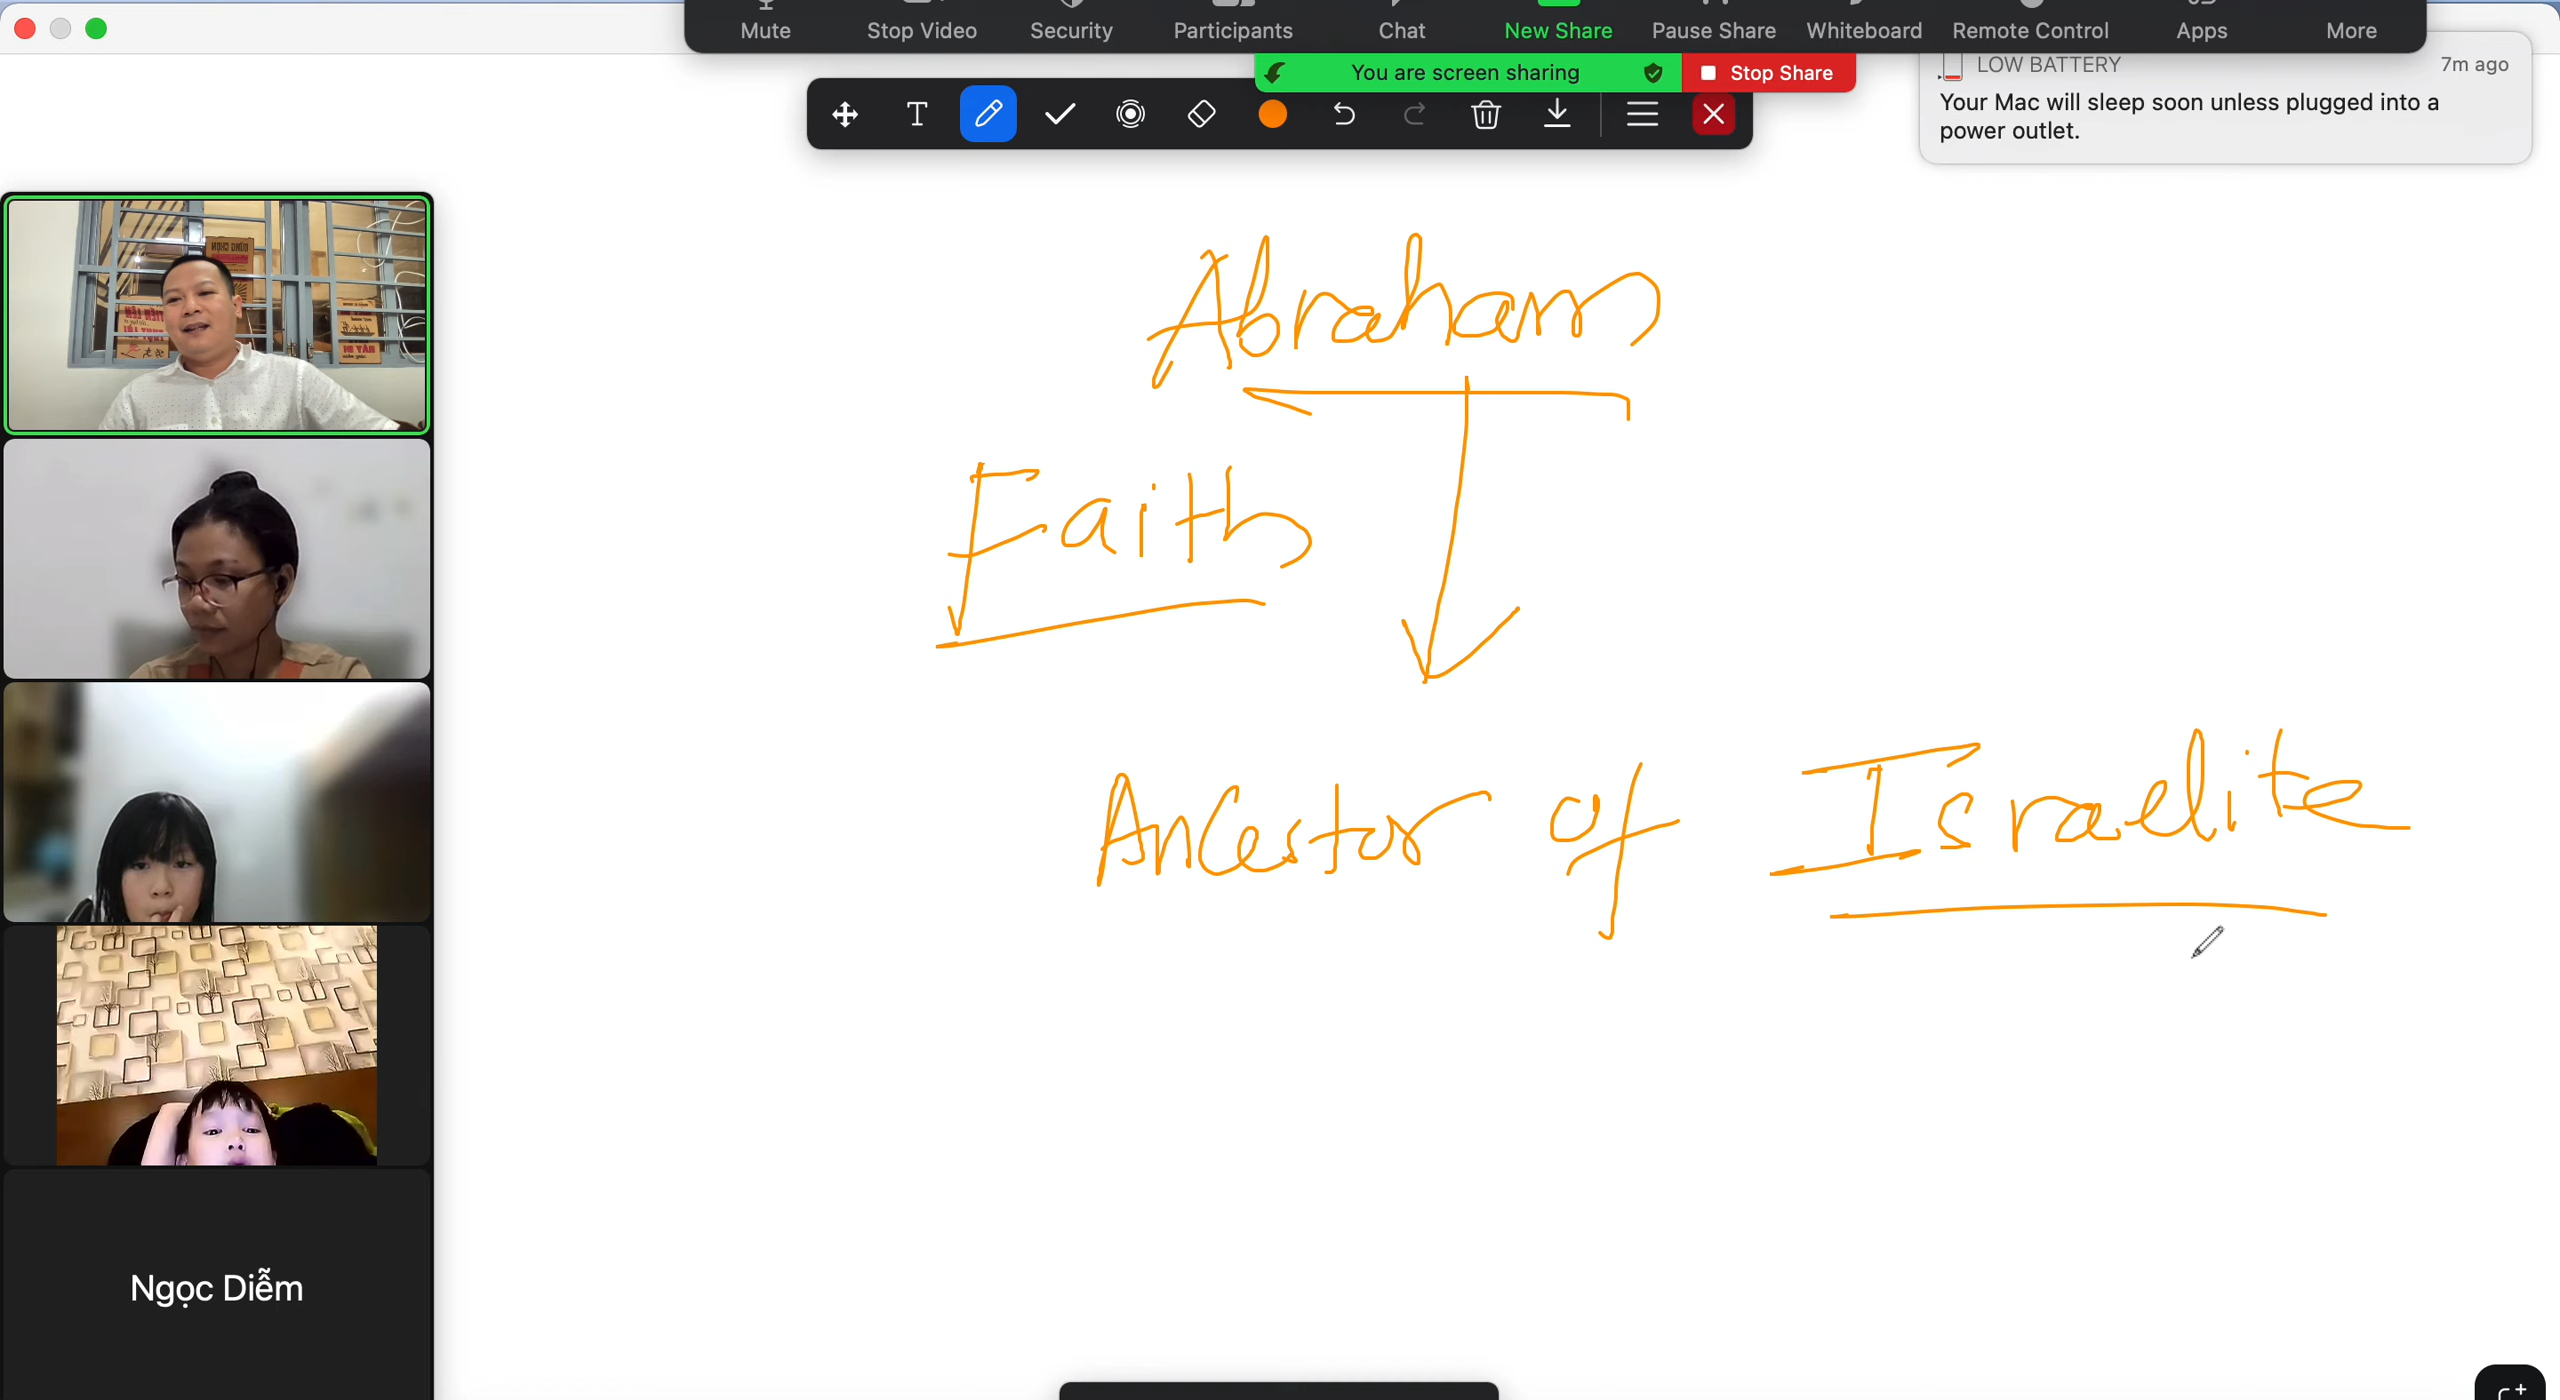 Mute Stop Video Security Participants Chat New Share Pause Share Whiteboard Remote Control Apps More
You are screen sharing Stop Share
LOW BATTERY 7m ago
Your Mac will sleep soon unless plugged into a
power outlet.
T
Abraham
Faith
Ancestor of Israelite
Ngọc Diễm